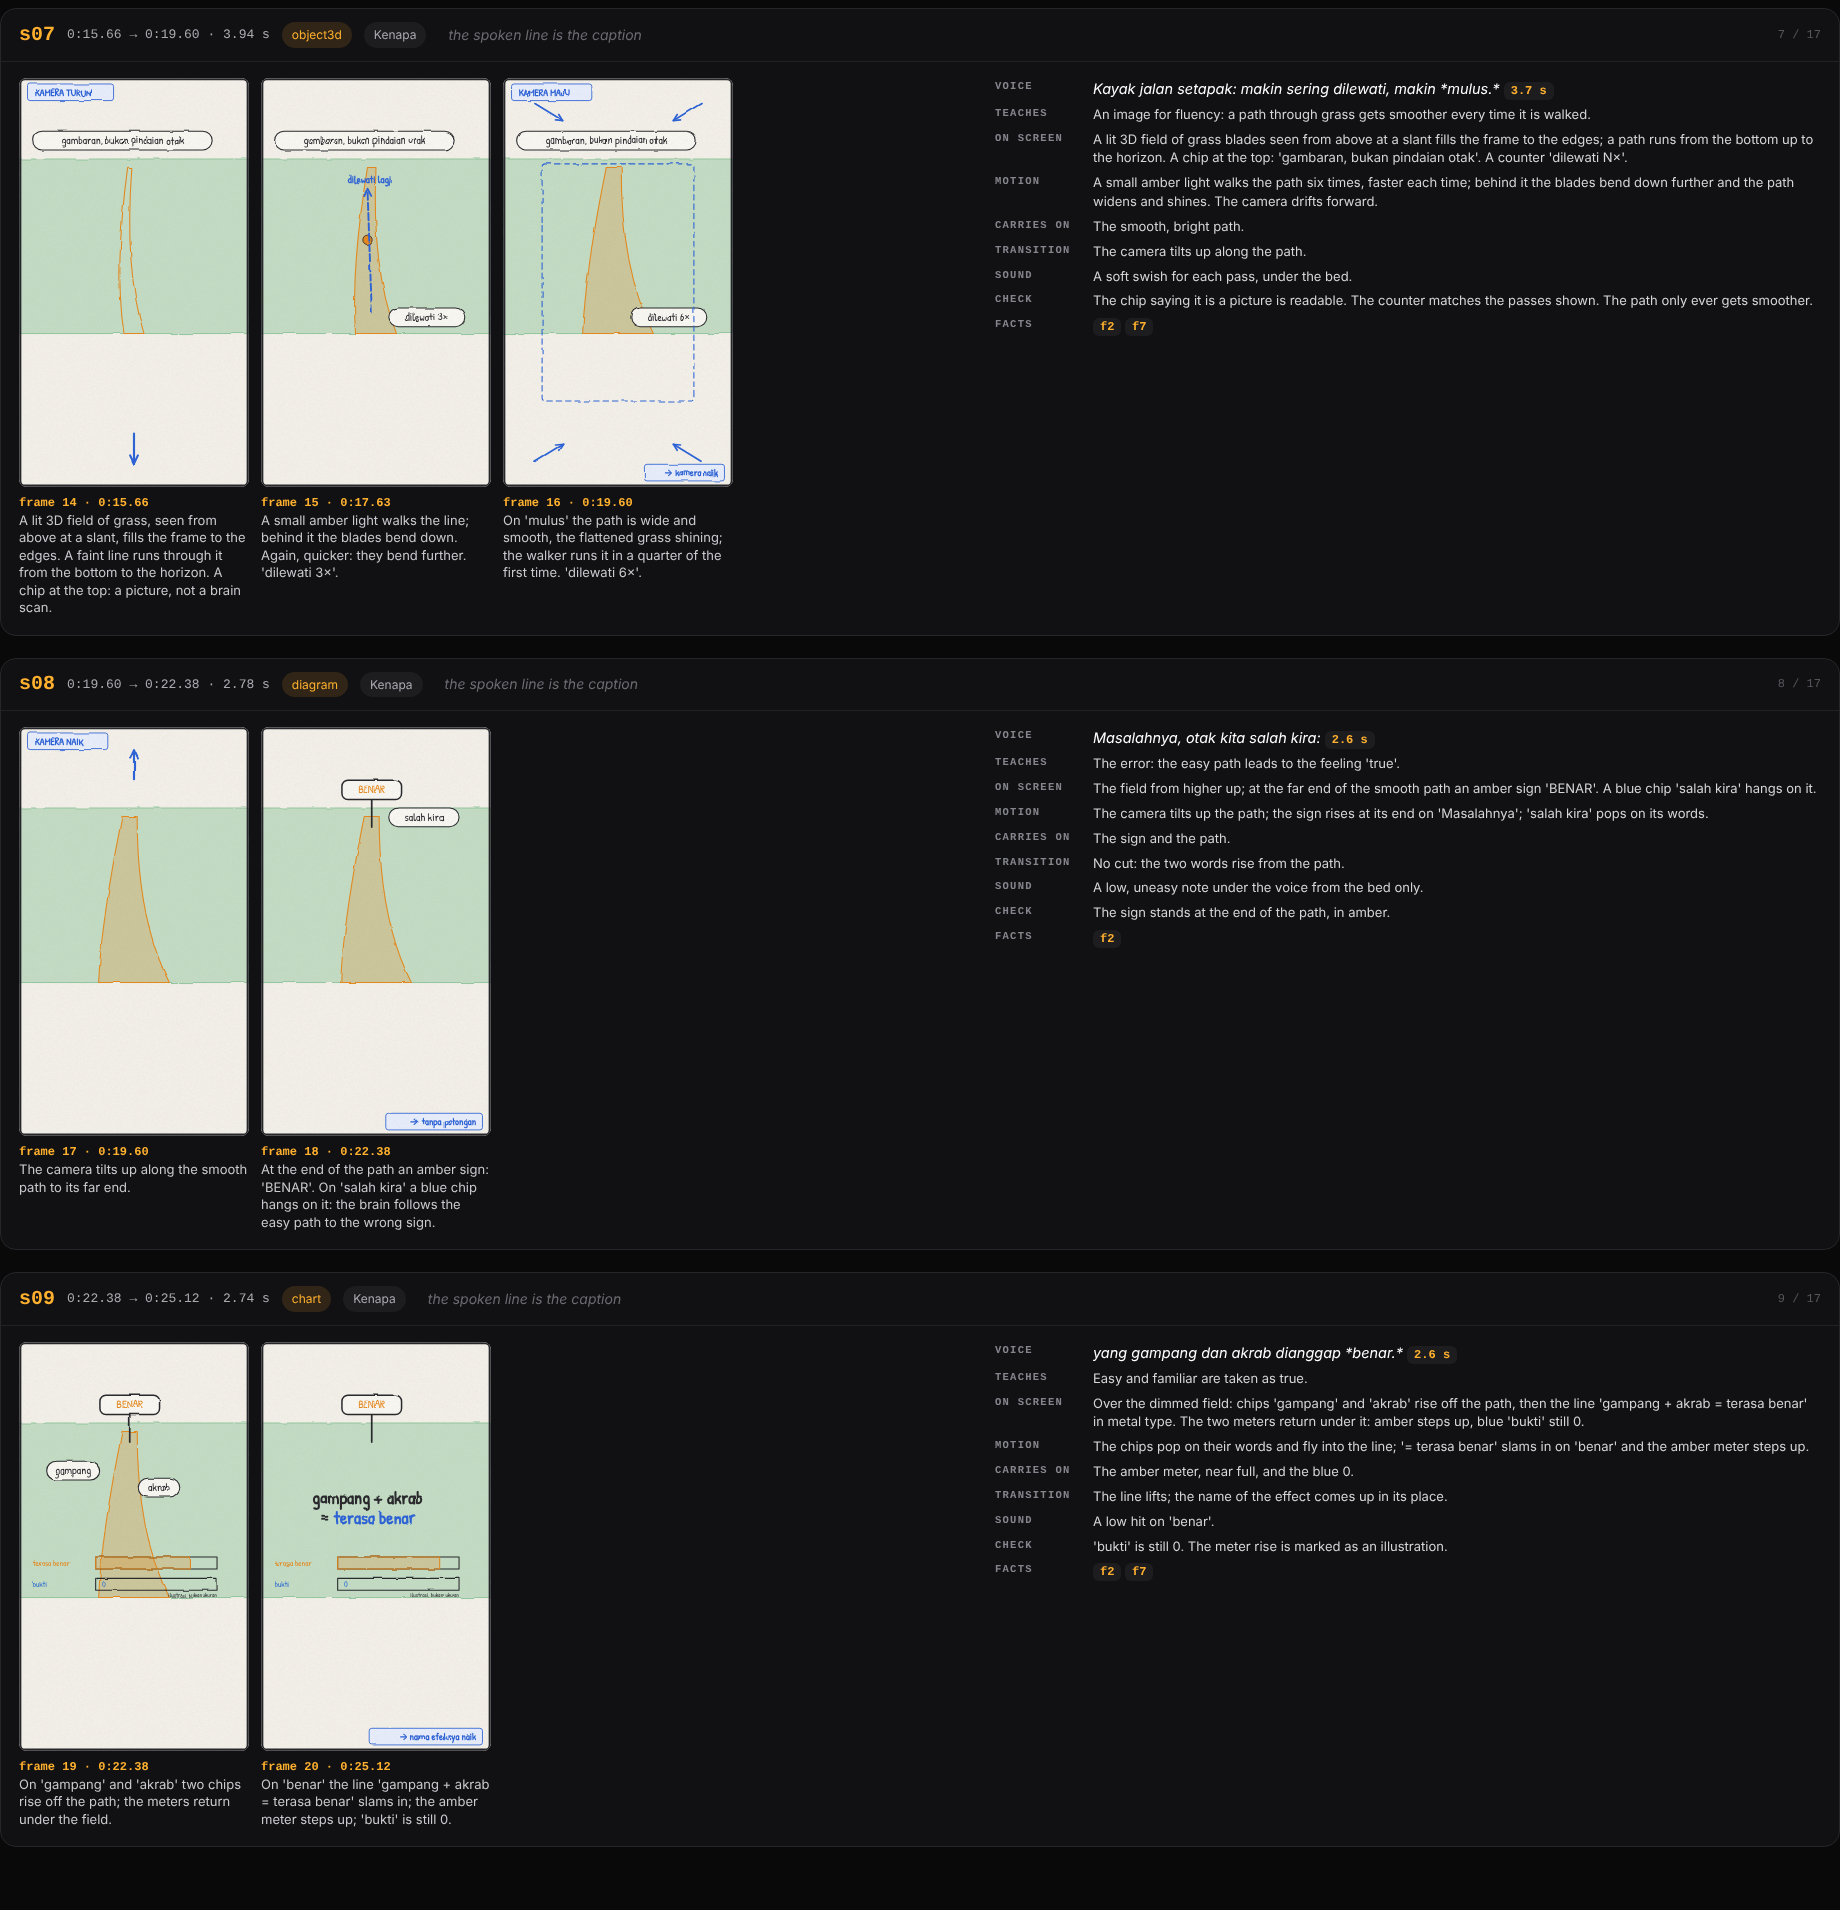 s07 0:15.66 → 0:19.60 · 3.94 s object3d Kenapa the spoken line is the caption 7 / 17
KAMERA TURUN
gambaran, bukan pindaian otak
frame 14 · 0:15.66
A lit 3D field of grass, seen from
above at a slant, fills the frame to the
edges. A faint line runs through it
from the bottom to the horizon. A
chip at the top: a picture, not a brain
scan.
gambaran, bukan pindaian otak
dilewati lagi
dilewati 3×
frame 15 · 0:17.63
A small amber light walks the line;
behind it the blades bend down.
Again, quicker: they bend further.
'dilewati 3×'.
KAMERA MAJU
gambaran, bukan pindaian otak
dilewati 6×
→ kamera naik
frame 16 · 0:19.60
On 'mulus' the path is wide and
smooth, the flattened grass shining;
the walker runs it in a quarter of the
first time. 'dilewati 6×'.
VOICE Kayak jalan setapak: makin sering dilewati, makin *mulus.* 3.7 s
TEACHES An image for fluency: a path through grass gets smoother every time it is walked.
ON SCREEN A lit 3D field of grass blades seen from above at a slant fills the frame to the edges; a path runs from the bottom up to
the horizon. A chip at the top: 'gambaran, bukan pindaian otak'. A counter 'dilewati N×'.
MOTION A small amber light walks the path six times, faster each time; behind it the blades bend down further and the path
widens and shines. The camera drifts forward.
CARRIES ON The smooth, bright path.
TRANSITION The camera tilts up along the path.
SOUND A soft swish for each pass, under the bed.
CHECK The chip saying it is a picture is readable. The counter matches the passes shown. The path only ever gets smoother.
FACTS f2 f7
s08 0:19.60 → 0:22.38 · 2.78 s diagram Kenapa the spoken line is the caption 8 / 17
KAMERA NAIK
frame 17 · 0:19.60
The camera tilts up along the smooth
path to its far end.
BENAR
salah kira
→ tanpa potongan
frame 18 · 0:22.38
At the end of the path an amber sign:
'BENAR'. On 'salah kira' a blue chip
hangs on it: the brain follows the
easy path to the wrong sign.
VOICE Masalahnya, otak kita salah kira: 2.6 s
TEACHES The error: the easy path leads to the feeling 'true'.
ON SCREEN The field from higher up; at the far end of the smooth path an amber sign 'BENAR'. A blue chip 'salah kira' hangs on it.
MOTION The camera tilts up the path; the sign rises at its end on 'Masalahnya'; 'salah kira' pops on its words.
CARRIES ON The sign and the path.
TRANSITION No cut: the two words rise from the path.
SOUND A low, uneasy note under the voice from the bed only.
CHECK The sign stands at the end of the path, in amber.
FACTS f2
s09 0:22.38 → 0:25.12 · 2.74 s chart Kenapa the spoken line is the caption 9 / 17
BENAR
gampang
akrab
terasa benar
bukti 0
ilustrasi, bukan ukuran
frame 19 · 0:22.38
On 'gampang' and 'akrab' two chips
rise off the path; the meters return
under the field.
BENAR
gampang + akrab
≈ terasa benar
terasa benar
bukti 0
ilustrasi, bukan ukuran
→ nama efeknya naik
frame 20 · 0:25.12
On 'benar' the line 'gampang + akrab
= terasa benar' slams in; the amber
meter steps up; 'bukti' is still 0.
VOICE yang gampang dan akrab dianggap *benar.* 2.6 s
TEACHES Easy and familiar are taken as true.
ON SCREEN Over the dimmed field: chips 'gampang' and 'akrab' rise off the path, then the line 'gampang + akrab = terasa benar'
in metal type. The two meters return under it: amber steps up, blue 'bukti' still 0.
MOTION The chips pop on their words and fly into the line; '= terasa benar' slams in on 'benar' and the amber meter steps up.
CARRIES ON The amber meter, near full, and the blue 0.
TRANSITION The line lifts; the name of the effect comes up in its place.
SOUND A low hit on 'benar'.
CHECK 'bukti' is still 0. The meter rise is marked as an illustration.
FACTS f2 f7